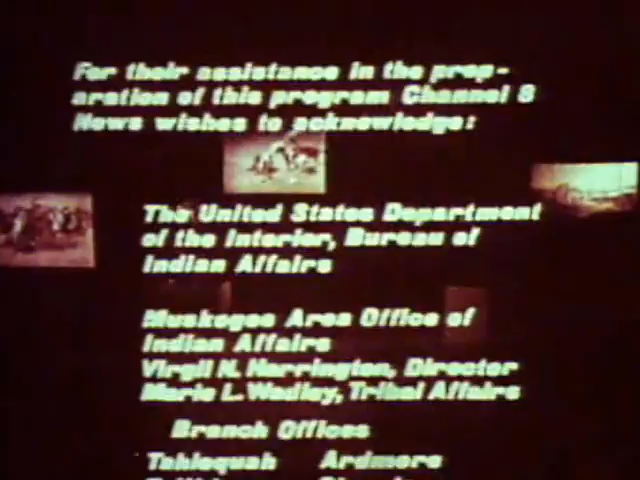 For their assistance in the prep-
aration of this program Channel 8
News wishes to acknowledge:
The United States Department
of the Interior, Bureau of
Indian Affairs
Muskogee Area Office of
Indian Affairs
Virgil N. Harrington, Director
Marie L. Wadley, Tribal Affairs
Branch Offices
Tahlequah Ardmore